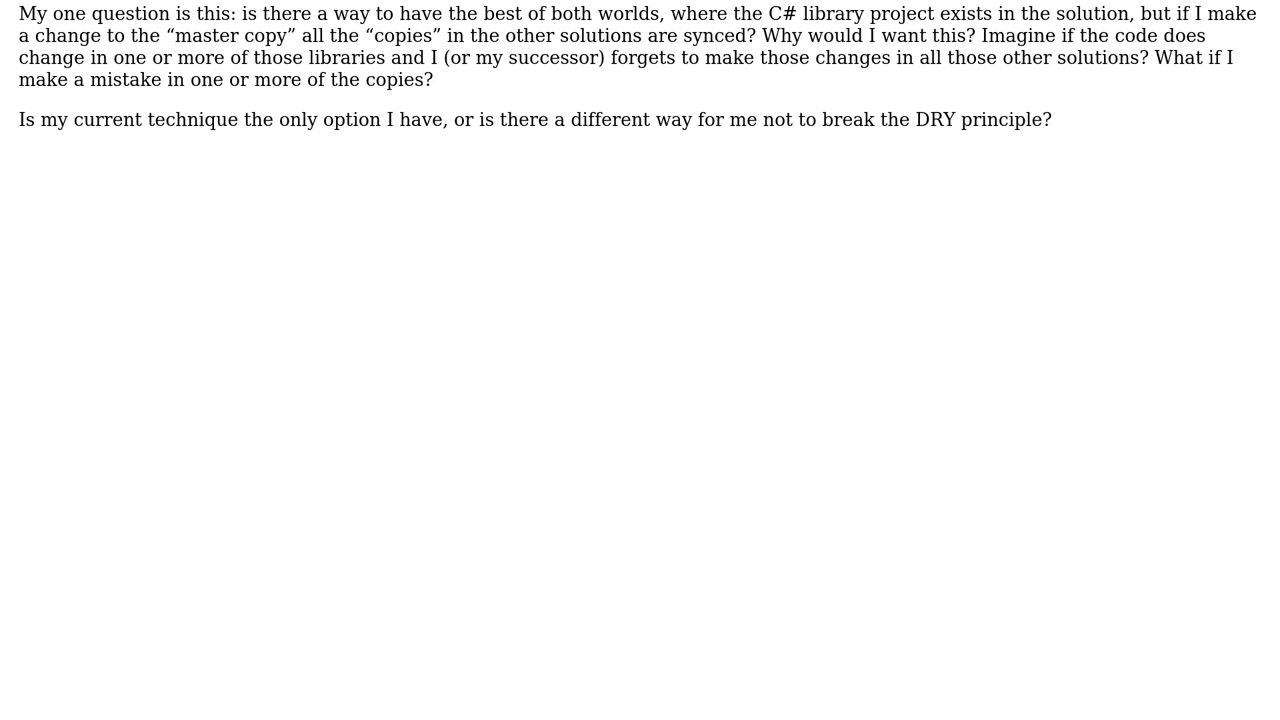 My one question is this: is there a way to have the best of both worlds, where the C# library project exists in the solution, but if I make
a change to the “master copy” all the “copies” in the other solutions are synced? Why would I want this? Imagine if the code does
change in one or more of those libraries and I (or my successor) forgets to make those changes in all those other solutions? What if I
make a mistake in one or more of the copies?
Is my current technique the only option I have, or is there a different way for me not to break the DRY principle?